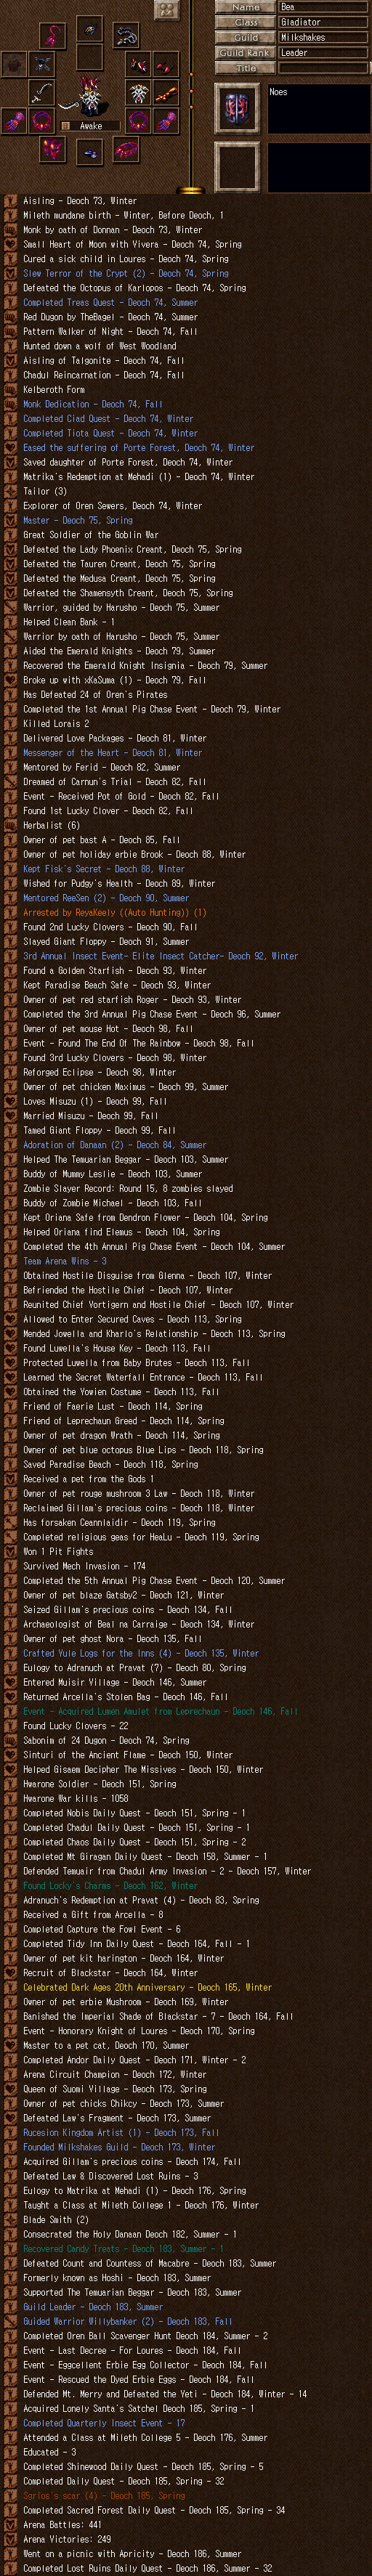 Name Bea
Class Gladiator
Guild Milkshakes
Guild Rank Leader
Title
Awake
Noes
Aisling - Deoch 73, Winter
Mileth mundane birth - Winter, Before Deoch, 1
Monk by oath of Donnan - Deoch 73, Winter
Small Heart of Moon with Vivera - Deoch 74, Spring
Cured a sick child in Loures - Deoch 74, Spring
Slew Terror of the Crypt (2) - Deoch 74, Spring
Defeated the Octopus of Karlopos - Deoch 74, Spring
Completed Treas Quest - Deoch 74, Summer
Red Dugon by TheBagel - Deoch 74, Summer
Pattern Walker of Night - Deoch 74, Fall
Hunted down a wolf of West Woodland
Aisling of Talgonite - Deoch 74, Fall
Chadul Reincarnation - Deoch 74, Fall
Kelberoth Form
Monk Dedication - Deoch 74, Fall
Completed Ciad Quest - Deoch 74, Winter
Completed Tiota Quest - Deoch 74, Winter
Eased the suffering of Porte Forest, Deoch 74, Winter
Saved daughter of Porte Forest, Deoch 74, Winter
Matrika's Redemption at Mehadi (1) - Deoch 74, Winter
Tailor (3)
Explorer of Oren Sewers, Deoch 74, Winter
Master - Deoch 75, Spring
Great Soldier of the Goblin War
Defeated the Lady Phoenix Creant, Deoch 75, Spring
Defeated the Tauren Creant, Deoch 75, Spring
Defeated the Medusa Creant, Deoch 75, Spring
Defeated the Shamensyth Creant, Deoch 75, Spring
Warrior, guided by Harusho - Deoch 75, Summer
Helped Clean Bank - 1
Warrior by oath of Harusho - Deoch 75, Summer
Aided the Emerald Knights - Deoch 79, Summer
Recovered the Emerald Knight Insignia - Deoch 79, Summer
Broke up with xKaSuma (1) - Deoch 79, Fall
Has Defeated 24 of Oren's Pirates
Completed the 1st Annual Pig Chase Event - Deoch 79, Winter
Killed Lorais 2
Delivered Love Packages - Deoch 81, Winter
Messenger of the Heart - Deoch 81, Winter
Mentored by Ferid - Deoch 82, Summer
Dreamed of Carnun's Trial - Deoch 82, Fall
Event - Received Pot of Gold - Deoch 82, Fall
Found 1st Lucky Clover - Deoch 82, Fall
Herbalist (6)
Owner of pet bast A - Deoch 85, Fall
Owner of pet holiday erbie Brook - Deoch 88, Winter
Kept Fisk's Secret - Deoch 88, Winter
Wished for Pudgy's Health - Deoch 89, Winter
Mentored ReeSen (2) - Deoch 90, Summer
Arrested by ReyaKeely ((Auto Hunting)) (1)
Found 2nd Lucky Clovers - Deoch 90, Fall
Slayed Giant Floppy - Deoch 91, Summer
3rd Annual Insect Event- Elite Insect Catcher- Deoch 92, Winter
Found a Golden Starfish - Deoch 93, Winter
Kept Paradise Beach Safe - Deoch 93, Winter
Owner of pet red starfish Roger - Deoch 93, Winter
Completed the 3rd Annual Pig Chase Event - Deoch 96, Summer
Owner of pet mouse Hot - Deoch 98, Fall
Event - Found The End Of The Rainbow - Deoch 98, Fall
Found 3rd Lucky Clovers - Deoch 98, Winter
Reforged Eclipse - Deoch 98, Winter
Owner of pet chicken Maximus - Deoch 99, Summer
Loves Misuzu (1) - Deoch 99, Fall
Married Misuzu - Deoch 99, Fall
Tamed Giant Floppy - Deoch 99, Fall
Adoration of Danaan (2) - Deoch 84, Summer
Helped The Temuarian Beggar - Deoch 103, Summer
Buddy of Mummy Leslie - Deoch 103, Summer
Zombie Slayer Record: Round 15, 8 zombies slayed
Buddy of Zombie Michael - Deoch 103, Fall
Kept Oriana Safe from Dendron Flower - Deoch 104, Spring
Helped Oriana find Elemus - Deoch 104, Spring
Completed the 4th Annual Pig Chase Event - Deoch 104, Summer
Team Arena Wins - 3
Obtained Hostile Disguise from Glenna - Deoch 107, Winter
Befriended the Hostile Chief - Deoch 107, Winter
Reunited Chief Vortigern and Hostile Chief - Deoch 107, Winter
Allowed to Enter Secured Caves - Deoch 113, Spring
Mended Jowella and Kharlo's Relationship - Deoch 113, Spring
Found Luwella's House Key - Deoch 113, Fall
Protected Luwella from Baby Brutes - Deoch 113, Fall
Learned the Secret Waterfall Entrance - Deoch 113, Fall
Obtained the Yowien Costume - Deoch 113, Fall
Friend of Faerie Lust - Deoch 114, Spring
Friend of Leprechaun Greed - Deoch 114, Spring
Owner of pet dragon Wrath - Deoch 114, Spring
Owner of pet blue octopus Blue Lips - Deoch 118, Spring
Saved Paradise Beach - Deoch 118, Spring
Received a pet from the Gods 1
Owner of pet rouge mushroom 3 Law - Deoch 118, Winter
Reclaimed Gillam's precious coins - Deoch 118, Winter
Has forsaken Ceannlaidir - Deoch 119, Spring
Completed religious geas for HeaLu - Deoch 119, Spring
Won 1 Pit Fights
Survived Mech Invasion - 174
Completed the 5th Annual Pig Chase Event - Deoch 120, Summer
Owner of pet blaze Gatsby2 - Deoch 121, Winter
Seized Gillam's precious coins - Deoch 134, Fall
Archaeologist of Beal na Carraige - Deoch 134, Winter
Owner of pet ghost Nora - Deoch 135, Fall
Crafted Yule Logs for the Inns (4) - Deoch 135, Winter
Eulogy to Adranuch at Pravat (7) - Deoch 80, Spring
Entered Muisir Village - Deoch 146, Summer
Returned Arcella's Stolen Bag - Deoch 146, Fall
Event - Acquired Lumen Amulet from Leprechaun - Deoch 146, Fall
Found Lucky Clovers - 22
Sabonim of 24 Dugon - Deoch 74, Spring
Sinturi of the Ancient Flame - Deoch 150, Winter
Helped Gissem Decipher The Missives - Deoch 150, Winter
Hwarone Soldier - Deoch 151, Spring
Hwarone War kills - 1058
Completed Nobis Daily Quest - Deoch 151, Spring - 1
Completed Chadul Daily Quest - Deoch 151, Spring - 1
Completed Chaos Daily Quest - Deoch 151, Spring - 2
Completed Mt Giragan Daily Quest - Deoch 158, Summer - 1
Defended Temuair from Chadul Army Invasion - 2 - Deoch 157, Winter
Found Locky's Charms - Deoch 162, Winter
Adranuch's Redemption at Pravat (4) - Deoch 83, Spring
Received a Gift from Arcella - 8
Completed Capture the Fowl Event - 6
Completed Tidy Inn Daily Quest - Deoch 164, Fall - 1
Owner of pet kit harington - Deoch 164, Winter
Recruit of Blackstar - Deoch 164, Winter
Celebrated Dark Ages 20th Anniversary - Deoch 165, Winter
Owner of pet erbie Mushroom - Deoch 169, Winter
Banished the Imperial Shade of Blackstar - 7 - Deoch 164, Fall
Event - Honorary Knight of Loures - Deoch 170, Spring
Master to a pet cat, Deoch 170, Summer
Completed Andor Daily Quest - Deoch 171, Winter - 2
Arena Circuit Champion - Deoch 172, Winter
Queen of Suomi Village - Deoch 173, Spring
Owner of pet chicks Chikcy - Deoch 173, Summer
Defeated Law's Fragment - Deoch 173, Summer
Rucesion Kingdom Artist (1) - Deoch 173, Fall
Founded Milkshakes Guild - Deoch 173, Winter
Acquired Gillam's precious coins - Deoch 174, Fall
Defeated Law & Discovered Lost Ruins - 3
Eulogy to Matrika at Mehadi (1) - Deoch 176, Spring
Taught a Class at Mileth College 1 - Deoch 176, Winter
Blade Smith (2)
Consecrated the Holy Danaan Deoch 182, Summer - 1
Recovered Candy Treats - Deoch 183, Summer - 1
Defeated Count and Countess of Macabre - Deoch 183, Summer
Formerly known as Hoshi - Deoch 183, Summer
Supported The Temuarian Beggar - Deoch 183, Summer
Guild Leader - Deoch 183, Summer
Guided Warrior Willybanker (2) - Deoch 183, Fall
Completed Oren Ball Scavenger Hunt Deoch 184, Summer - 2
Event - Last Decree - For Loures - Deoch 184, Fall
Event - Eggcellent Erbie Egg Collector - Deoch 184, Fall
Event - Rescued the Dyed Erbie Eggs - Deoch 184, Fall
Defended Mt. Merry and Defeated the Yeti - Deoch 184, Winter - 14
Acquired Lonely Santa's Satchel Deoch 185, Spring - 1
Completed Quarterly Insect Event - 17
Attended a Class at Mileth College 5 - Deoch 176, Summer
Educated - 3
Completed Shinewood Daily Quest - Deoch 185, Spring - 5
Completed Daily Quest - Deoch 185, Spring - 32
Sgrios's scar (4) - Deoch 185, Spring
Completed Sacred Forest Daily Quest - Deoch 185, Spring - 34
Arena Battles: 441
Arena Victories: 249
Went on a picnic with Apricity - Deoch 186, Summer
Completed Lost Ruins Daily Quest - Deoch 186, Summer - 32